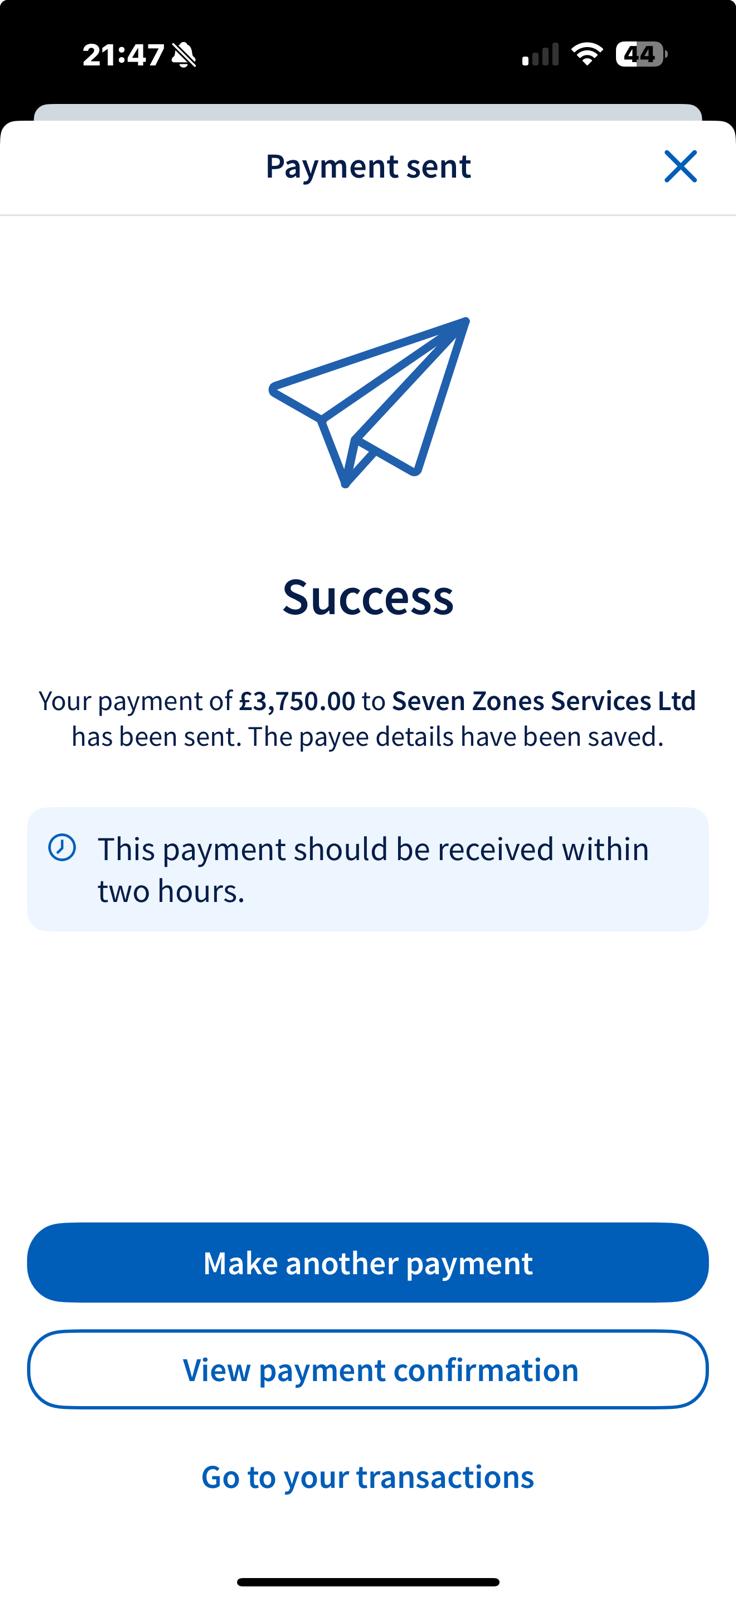 21:47
44
Payment sent
Success
Your payment of £3,750.00 to Seven Zones Services Ltd
has been sent. The payee details have been saved.
This payment should be received within
two hours.
Make another payment
View payment confirmation
Go to your transactions